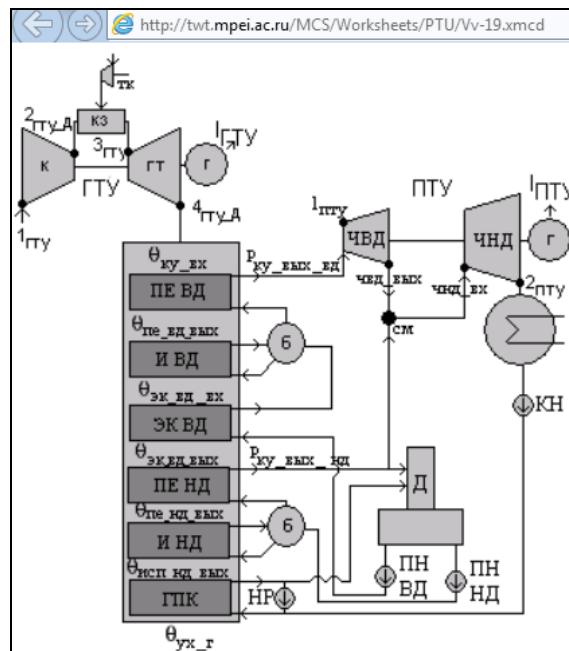 http://twt.mpei.ac.ru/MCS/Worksheets/PTU/Vv-19.xmcd
тк
2гту_д
кз
3гту
Iгту
к
ГТУ
гт
г
ПТУ
Iпту
1гту
4гту_д
1пту
ЧВД
ЧНД
г
θку_вх
Pку_вых_вд
чвд_вых
чнд_вх
2пту
ПЕ ВД
θпе_вд_вых
б
см
И ВД
θэк_вд_вх
КН
ЭК ВД
θэк_вд_вых
Pку_вых_нд
ПЕ НД
Д
θпе_нд_вых
б
И НД
θисп_нд_вых
ПН ВД
ПН НД
ГПК
НР
θух_г